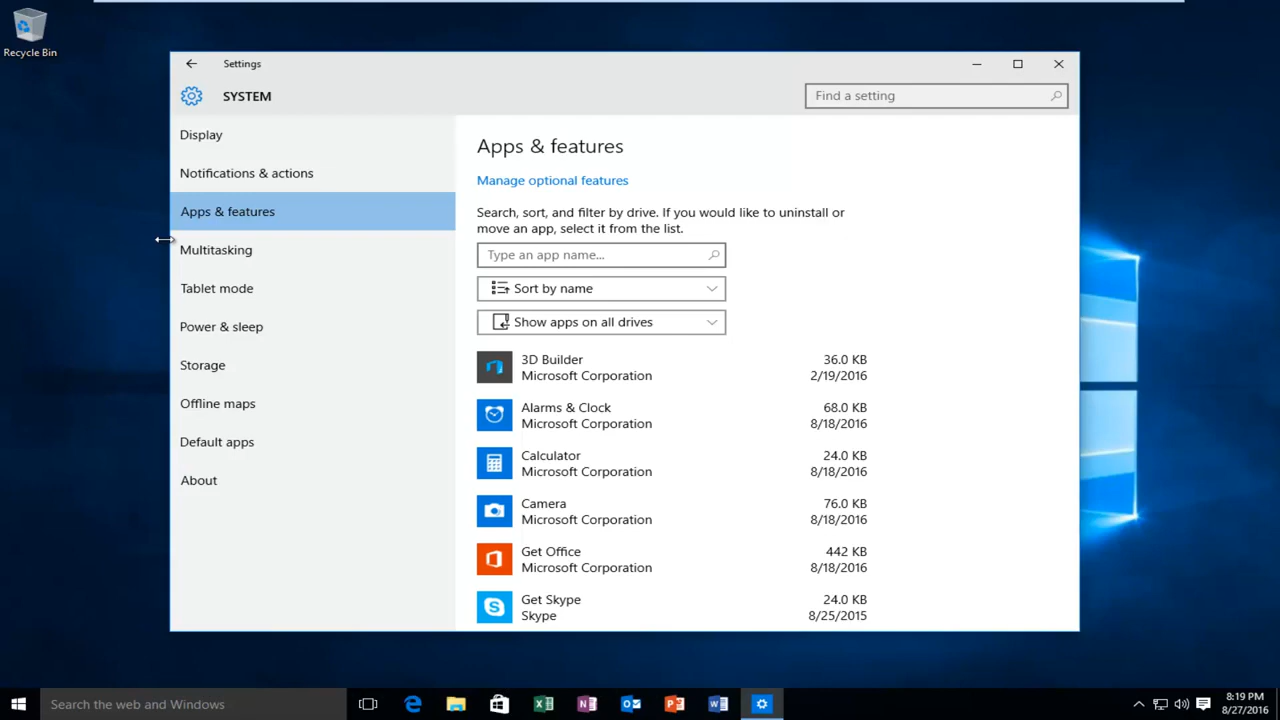 Recycle Bin
Settings
SYSTEM
Find a setting
Display
Notifications & actions
Apps & features
Multitasking
Tablet mode
Power & sleep
Storage
Offline maps
Default apps
About
Apps & features
Manage optional features
Search, sort, and filter by drive. If you would like to uninstall or
move an app, select it from the list.
Type an app name...
Sort by name
Show apps on all drives
3D Builder 36.0 KB
Microsoft Corporation 2/19/2016
Alarms & Clock 68.0 KB
Microsoft Corporation 8/18/2016
Calculator 24.0 KB
Microsoft Corporation 8/18/2016
Camera 76.0 KB
Microsoft Corporation 8/18/2016
Get Office 442 KB
Microsoft Corporation 8/18/2016
Get Skype 24.0 KB
Skype 8/25/2015
Search the web and Windows
8:19 PM
8/27/2016